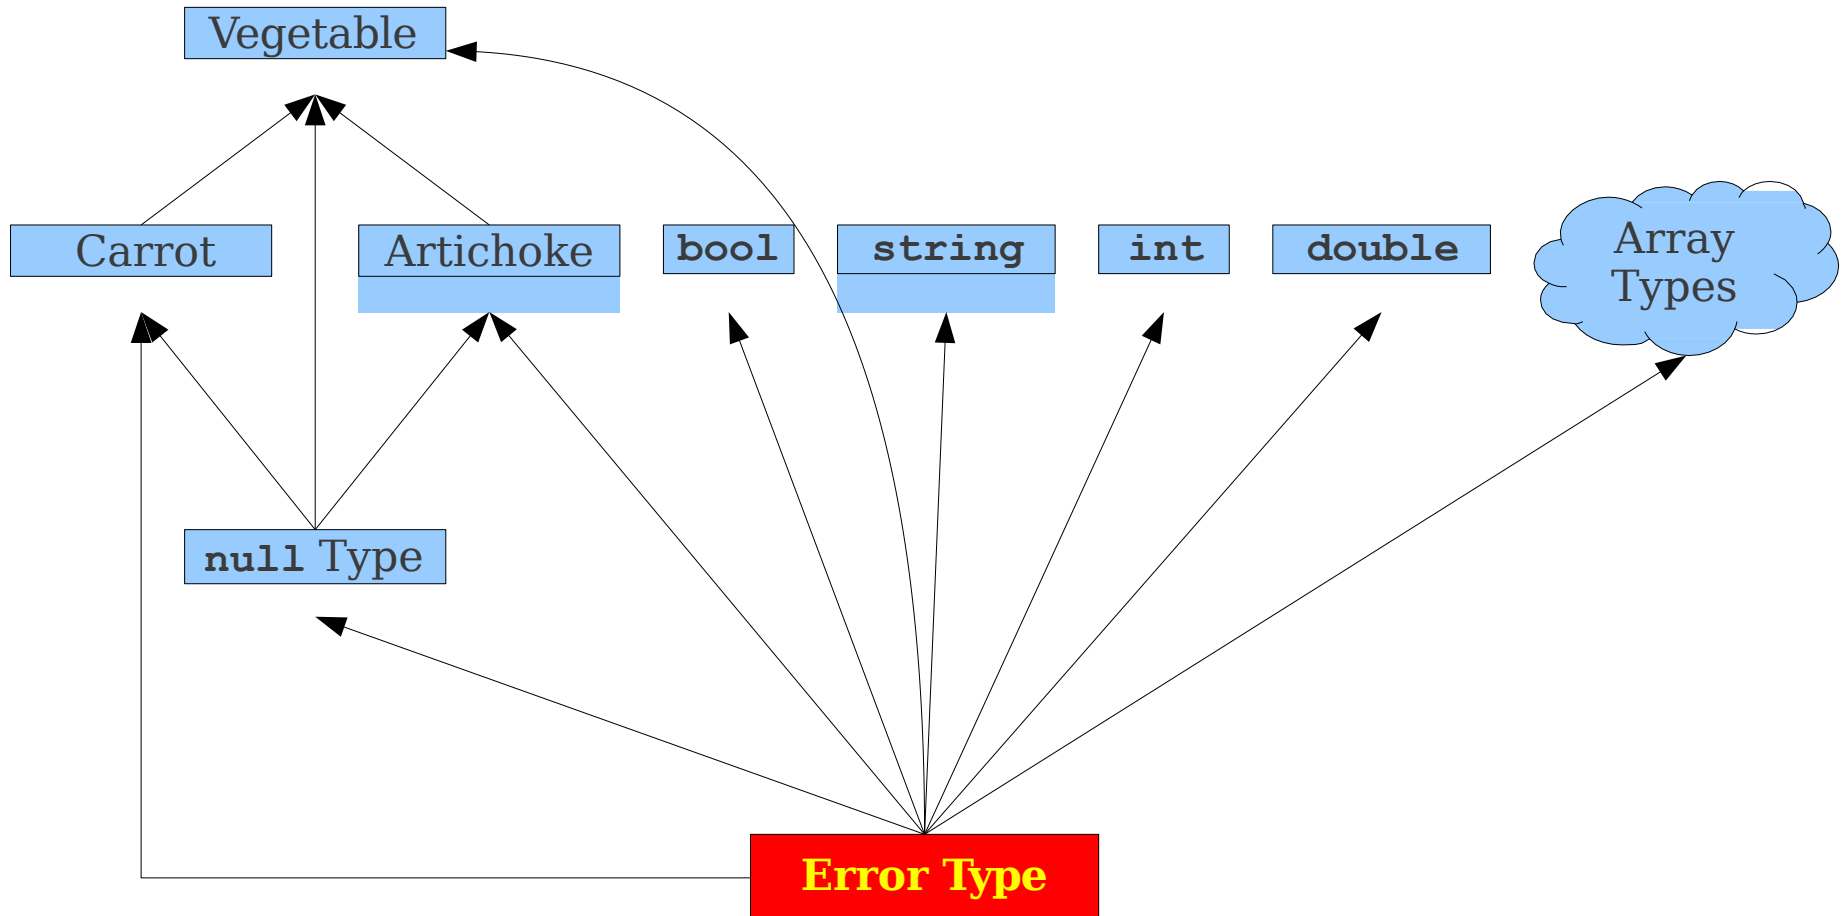 Vegetable
Carrot
Artichoke
bool
string
int
double
Array
Types
null Type
Error Type